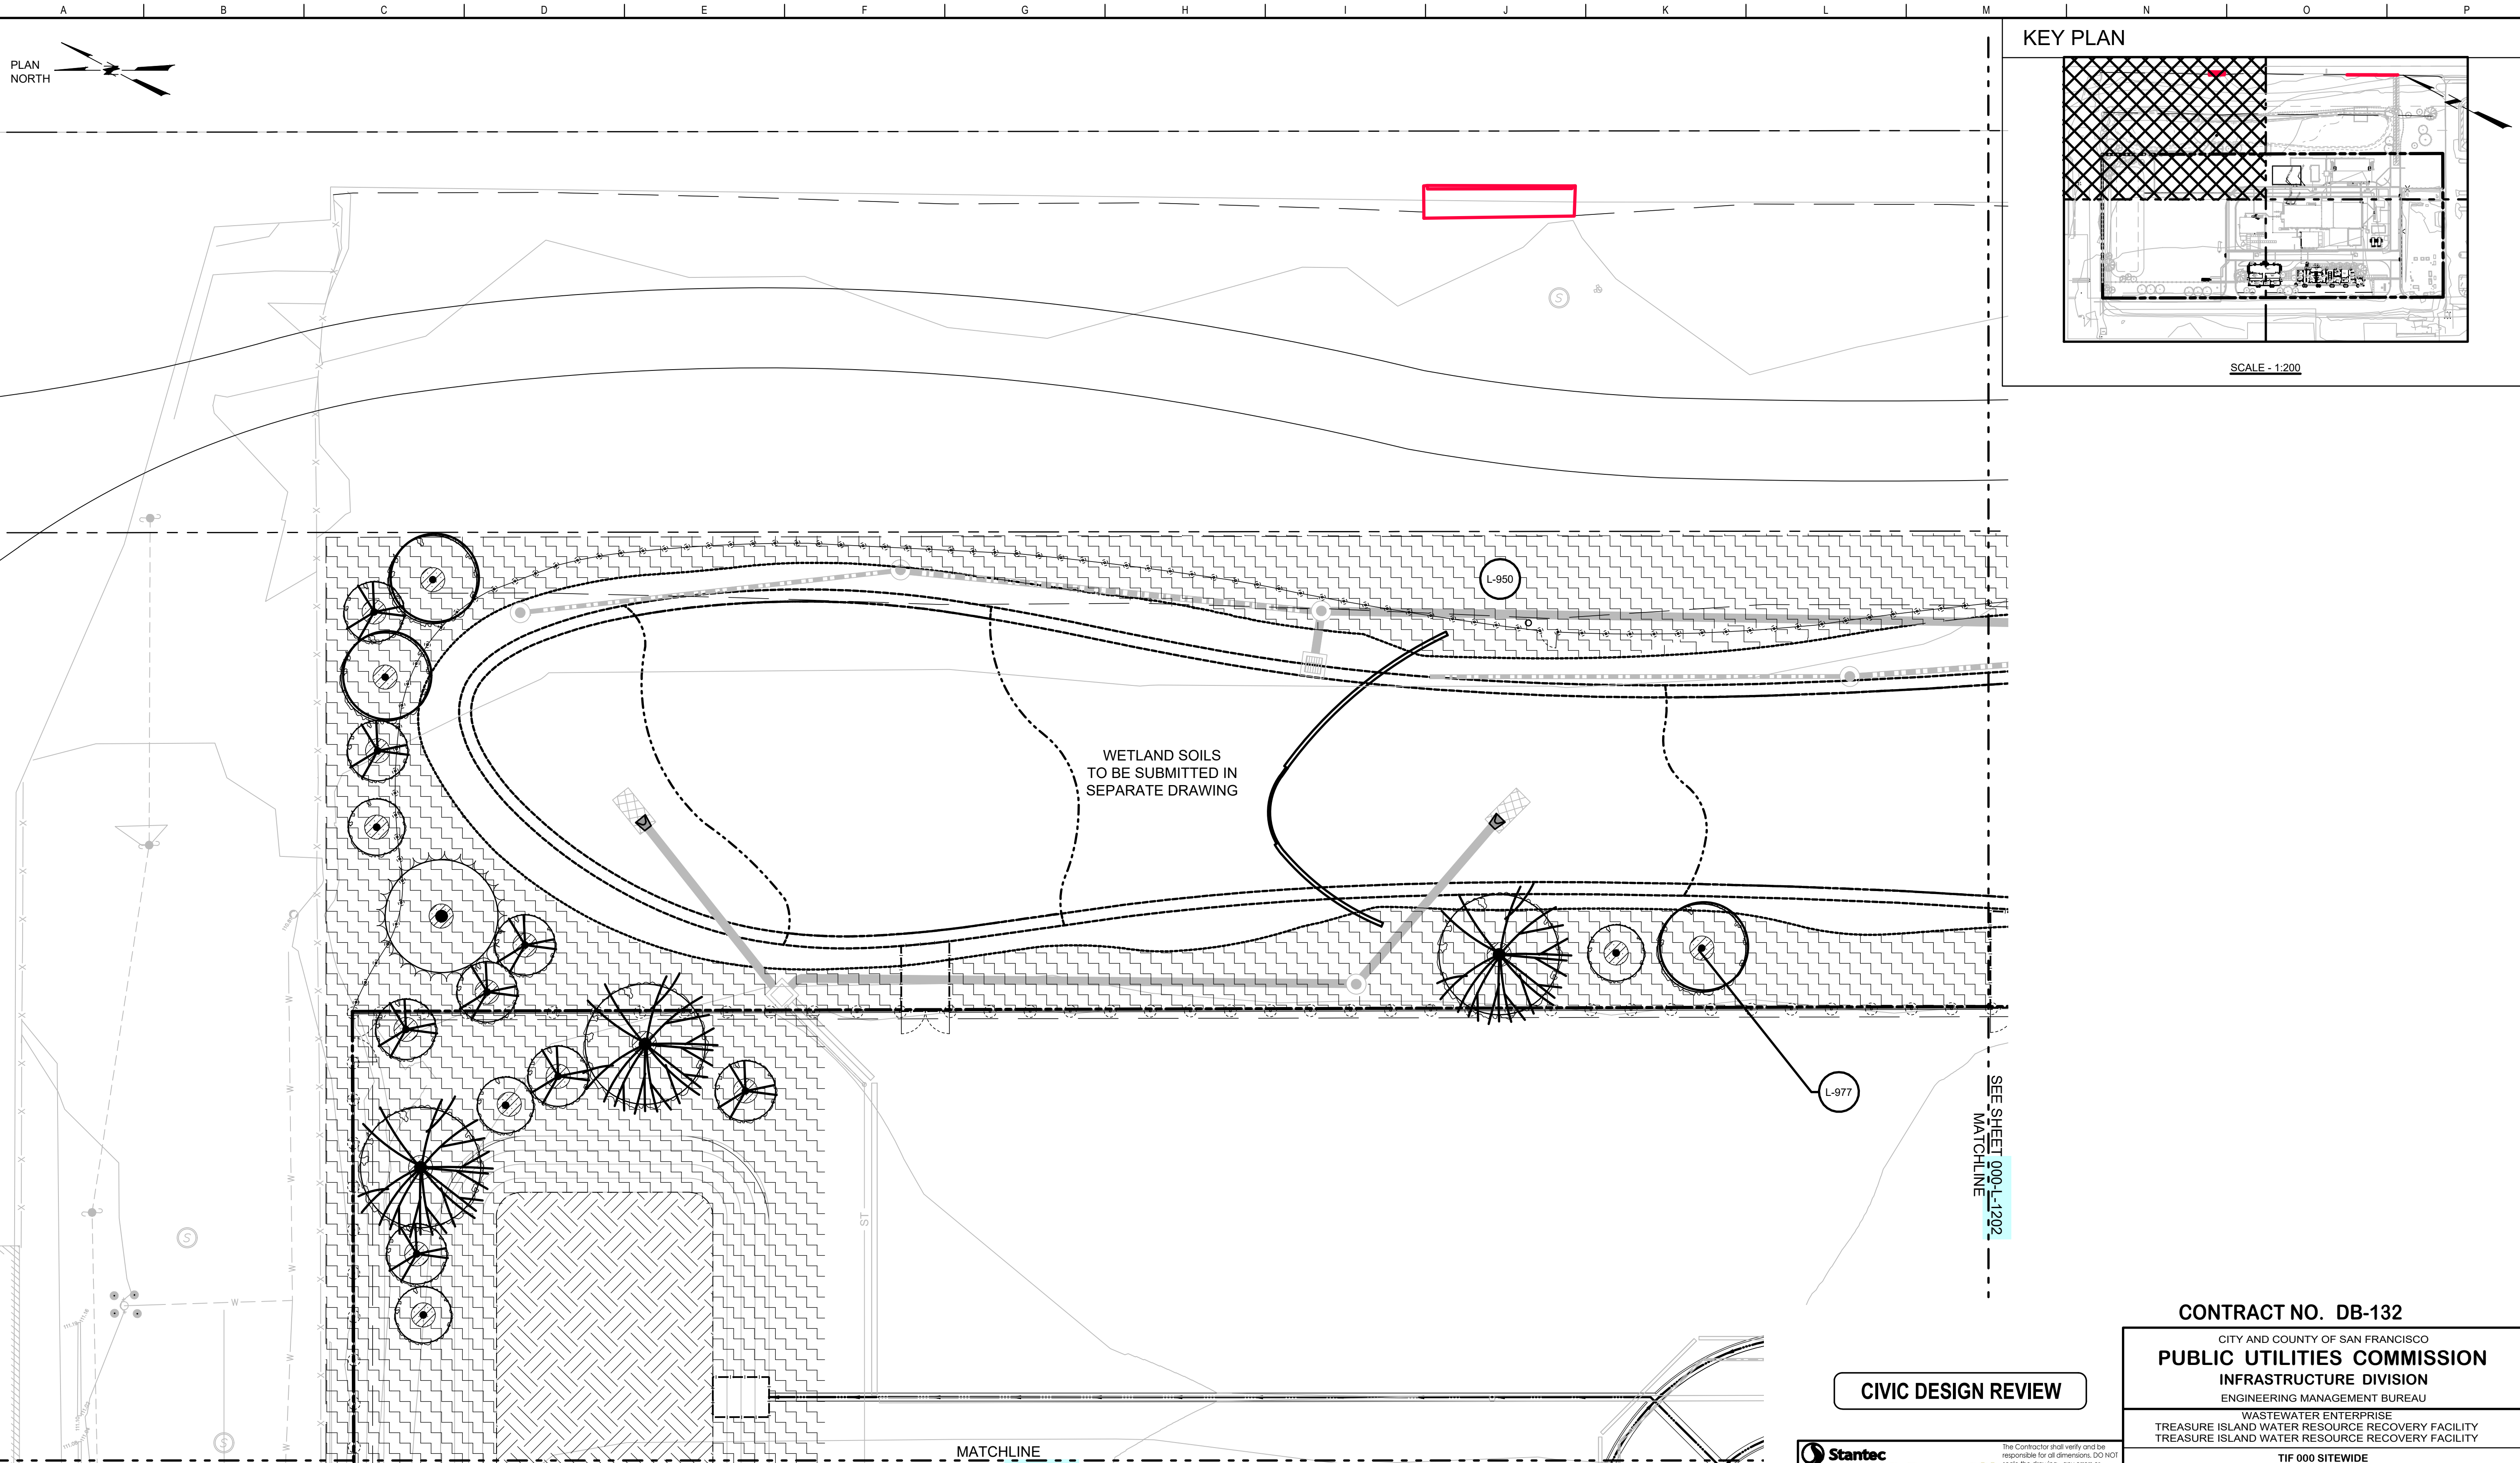 A B C D E F G H I J K L M N O P
PLAN
NORTH
KEY PLAN
SCALE - 1:200
L-950
WETLAND SOILS
TO BE SUBMITTED IN
SEPARATE DRAWING
L-977
SEE SHEET 000-L-1202
MATCHLINE
ST
W
W
W
W
W
W
S
S
S
MATCHLINE
CONTRACT NO. DB-132
CITY AND COUNTY OF SAN FRANCISCO
PUBLIC UTILITIES COMMISSION
INFRASTRUCTURE DIVISION
ENGINEERING MANAGEMENT BUREAU
WASTEWATER ENTERPRISE
TREASURE ISLAND WATER RESOURCE RECOVERY FACILITY
TREASURE ISLAND WATER RESOURCE RECOVERY FACILITY
TIF 000 SITEWIDE
CIVIC DESIGN REVIEW
Stantec
The Contractor shall verify and be
responsible for all dimensions. DO NOT